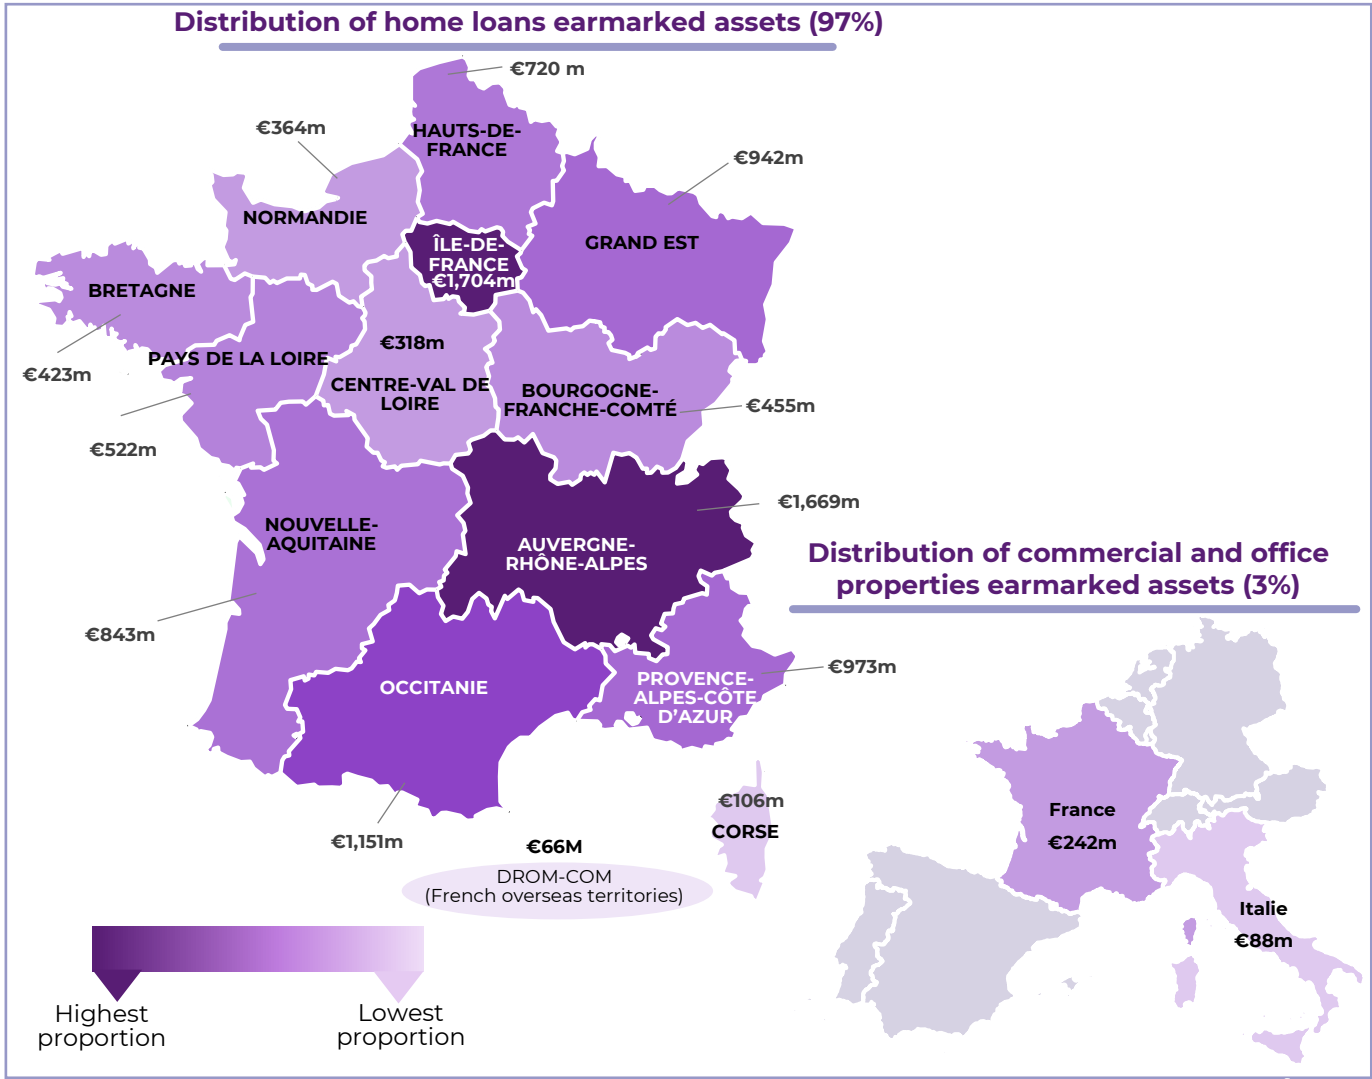 Distribution of home loans earmarked assets (97%)
€720 m
€364m
HAUTS-DE-
FRANCE
€942m
NORMANDIE
GRAND EST
ÎLE-DE-
FRANCE
€1,704m
BRETAGNE
€318m
PAYS DE LA LOIRE
€423m
CENTRE-VAL DE
LOIRE
BOURGOGNE-
FRANCHE-COMTÉ
€455m
€522m
€1,669m
NOUVELLE-
AQUITAINE
AUVERGNE-
RHÔNE-ALPES
€843m
€973m
PROVENCE-
ALPES-CÔTE
D'AZUR
OCCITANIE
€106m
CORSE
€1,151m
€66M
DROM-COM
(French overseas territories)
Highest
proportion
Lowest
proportion
Distribution of commercial and office
properties earmarked assets (3%)
France
€242m
Italie
€88m